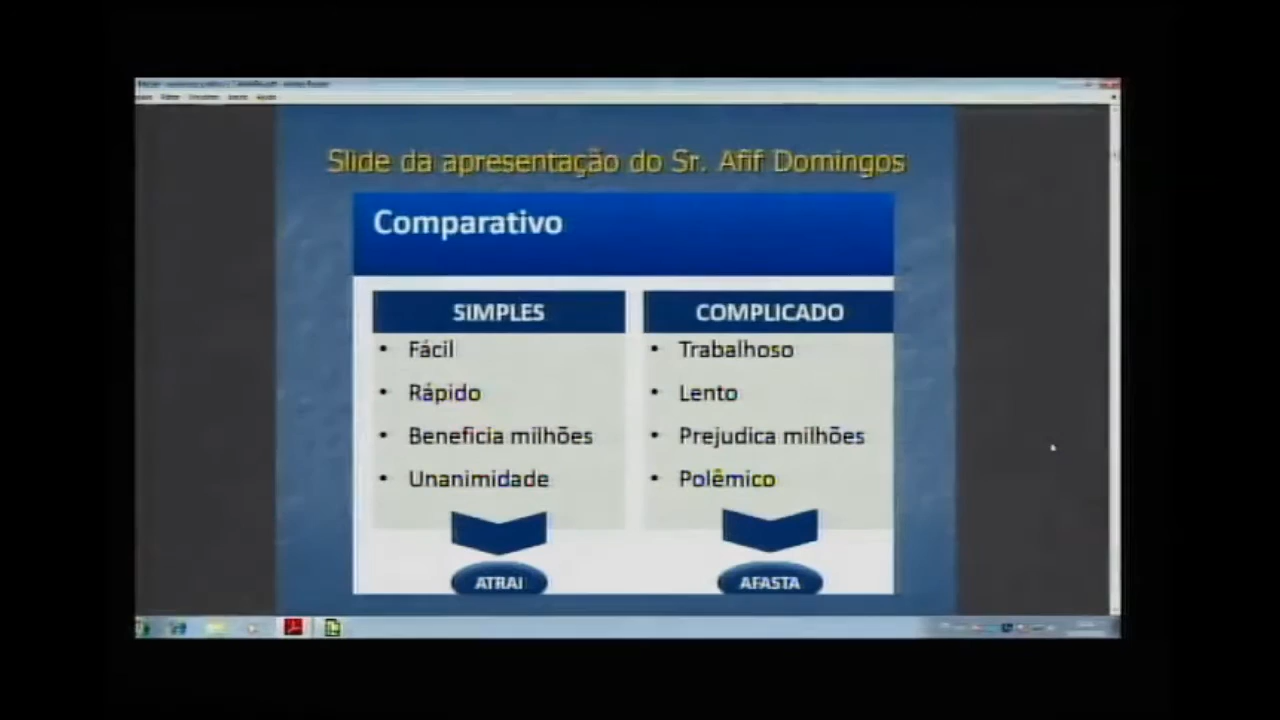 Slide da apresentação do Sr. Afif Domingos
Comparativo
SIMPLES
• Fácil
• Rápido
• Beneficia milhões
• Unanimidade
ATRAI
COMPLICADO
• Trabalhoso
• Lento
• Prejudica milhões
• Polêmico
AFASTA